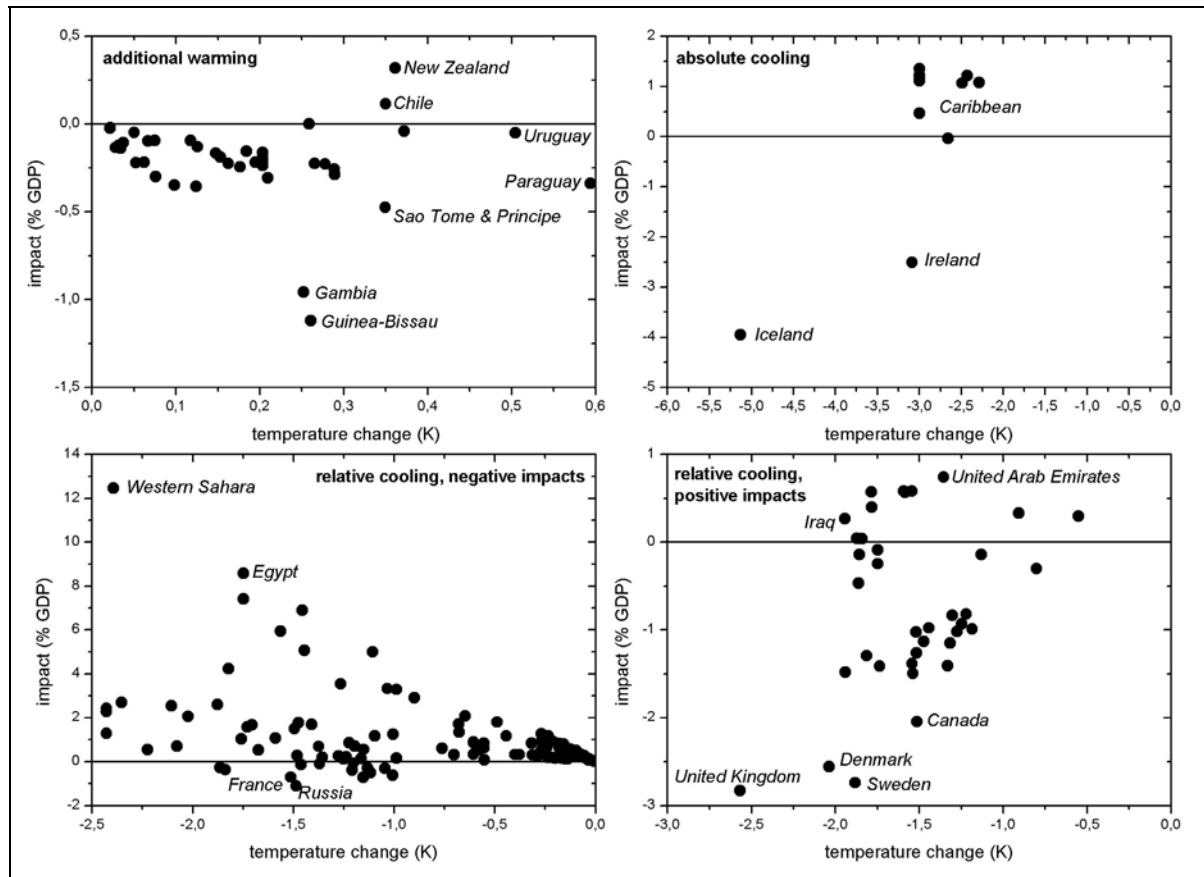 additional warming
New Zealand
Chile
Uruguay
Paraguay
Sao Tome & Principe
Gambia
Guinea-Bissau
0,5
0,0
-0,5
-1,0
-1,5
0,0 0,1 0,2 0,3 0,4 0,5 0,6
impact (% GDP)
temperature change (K)
absolute cooling
Caribbean
Ireland
Iceland
2
1
0
-1
-2
-3
-4
-5
-6,0 -5,5 -5,0 -4,5 -4,0 -3,5 -3,0 -2,5 -2,0 -1,5 -1,0 -0,5 0,0
impact (% GDP)
temperature change (K)
relative cooling, negative impacts
Western Sahara
Egypt
France
Russia
14
12
10
8
6
4
2
0
-2
-2,5 -2,0 -1,5 -1,0 -0,5 0,0
impact (% GDP)
temperature change (K)
relative cooling,
positive impacts
United Arab Emirates
Iraq
Canada
Denmark
United Kingdom
Sweden
1
0
-1
-2
-3
-3,0 -2,5 -2,0 -1,5 -1,0 -0,5 0,0
impact (% GDP)
temperature change (K)